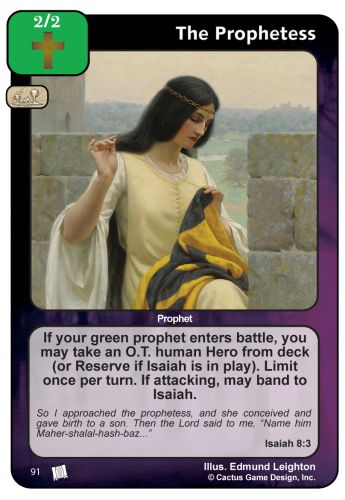 2/2
The Prophetess
Prophet
If your green prophet enters battle, you
may take an O.T. human Hero from deck
(or Reserve if Isaiah is in play). Limit
once per turn. If attacking, may band to
Isaiah.
So I approached the prophetess, and she conceived and
gave birth to a son. Then the Lord said to me, “Name him
Maher-shalal-hash-baz...”
Isaiah 8:3
91
Illus. Edmund Leighton
© Cactus Game Design, Inc.